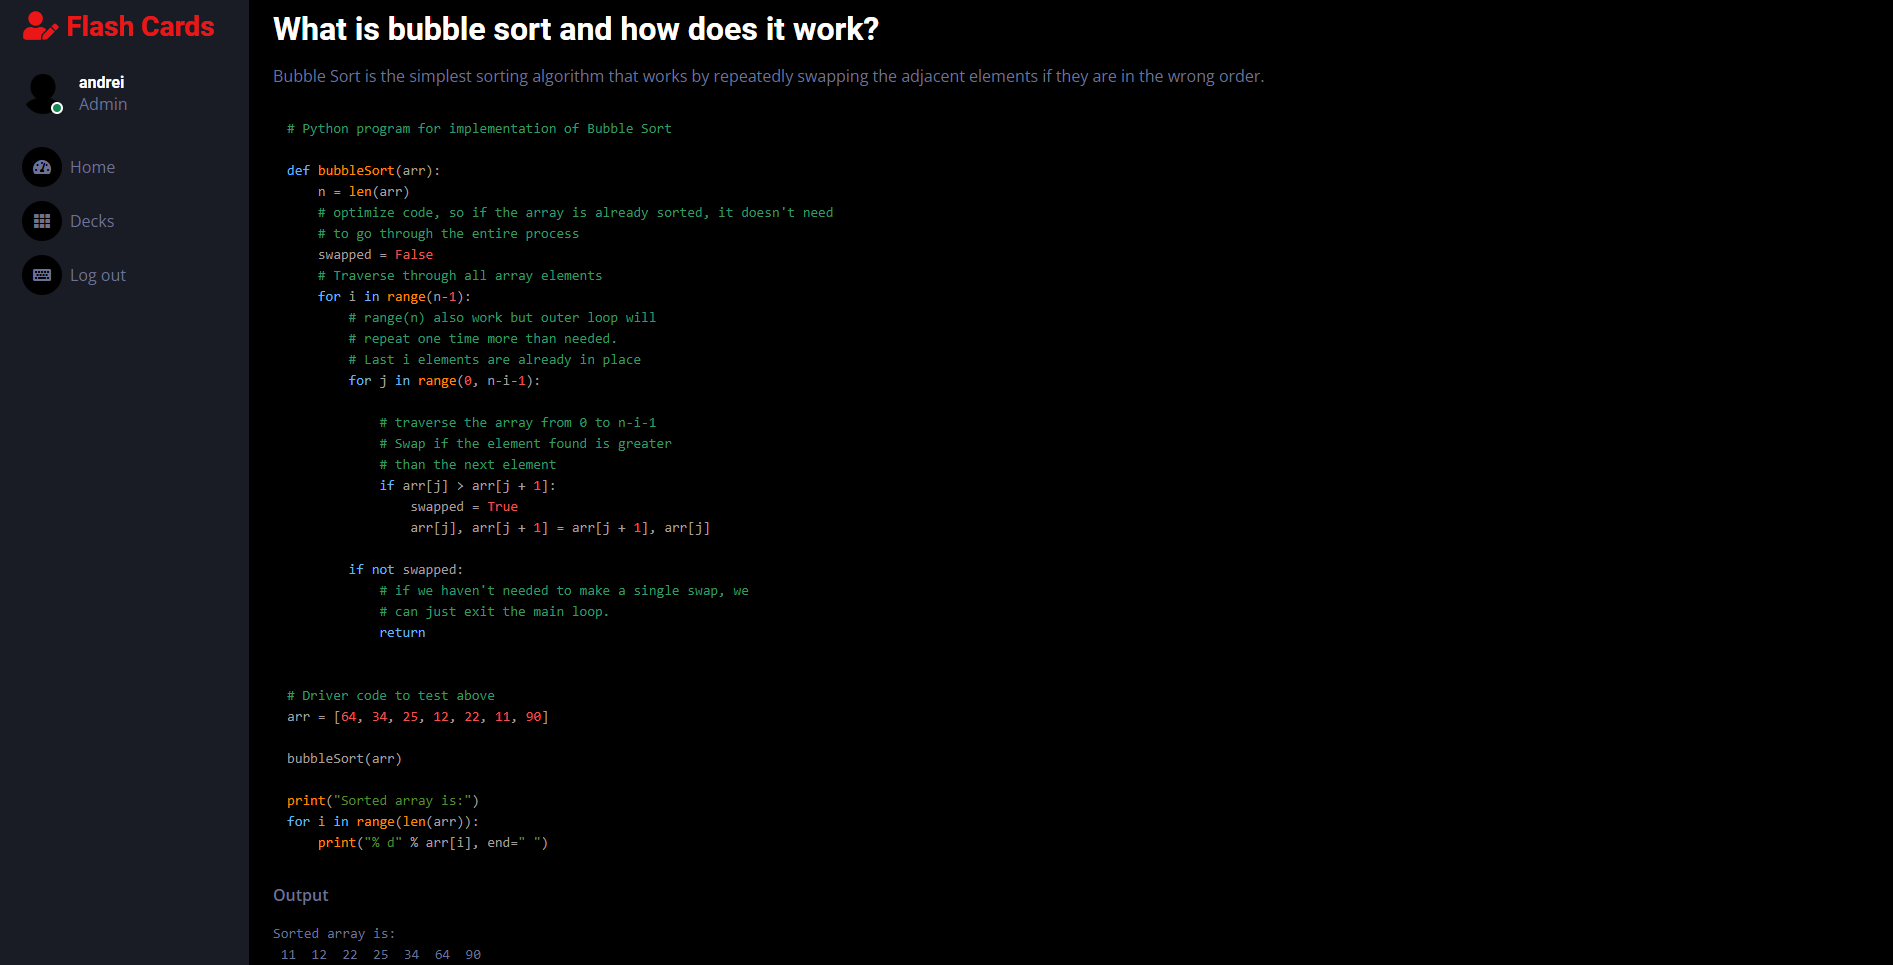 Flash Cards
andrei
Admin
Home
Decks
Log out
What is bubble sort and how does it work?
Bubble Sort is the simplest sorting algorithm that works by repeatedly swapping the adjacent elements if they are in the wrong order.
# Python program for implementation of Bubble Sort
def bubbleSort(arr):
    n = len(arr)
    # optimize code, so if the array is already sorted, it doesn't need
    # to go through the entire process
    swapped = False
    # Traverse through all array elements
    for i in range(n-1):
        # range(n) also work but outer loop will
        # repeat one time more than needed.
        # Last i elements are already in place
        for j in range(0, n-i-1):
            # traverse the array from 0 to n-i-1
            # Swap if the element found is greater
            # than the next element
            if arr[j] > arr[j + 1]:
                swapped = True
                arr[j], arr[j + 1] = arr[j + 1], arr[j]
        if not swapped:
            # if we haven't needed to make a single swap, we
            # can just exit the main loop.
            return
# Driver code to test above
arr = [64, 34, 25, 12, 22, 11, 90]
bubbleSort(arr)
print("Sorted array is:")
for i in range(len(arr)):
    print("% d" % arr[i], end=" ")
Output
Sorted array is:
 11  12  22  25  34  64  90